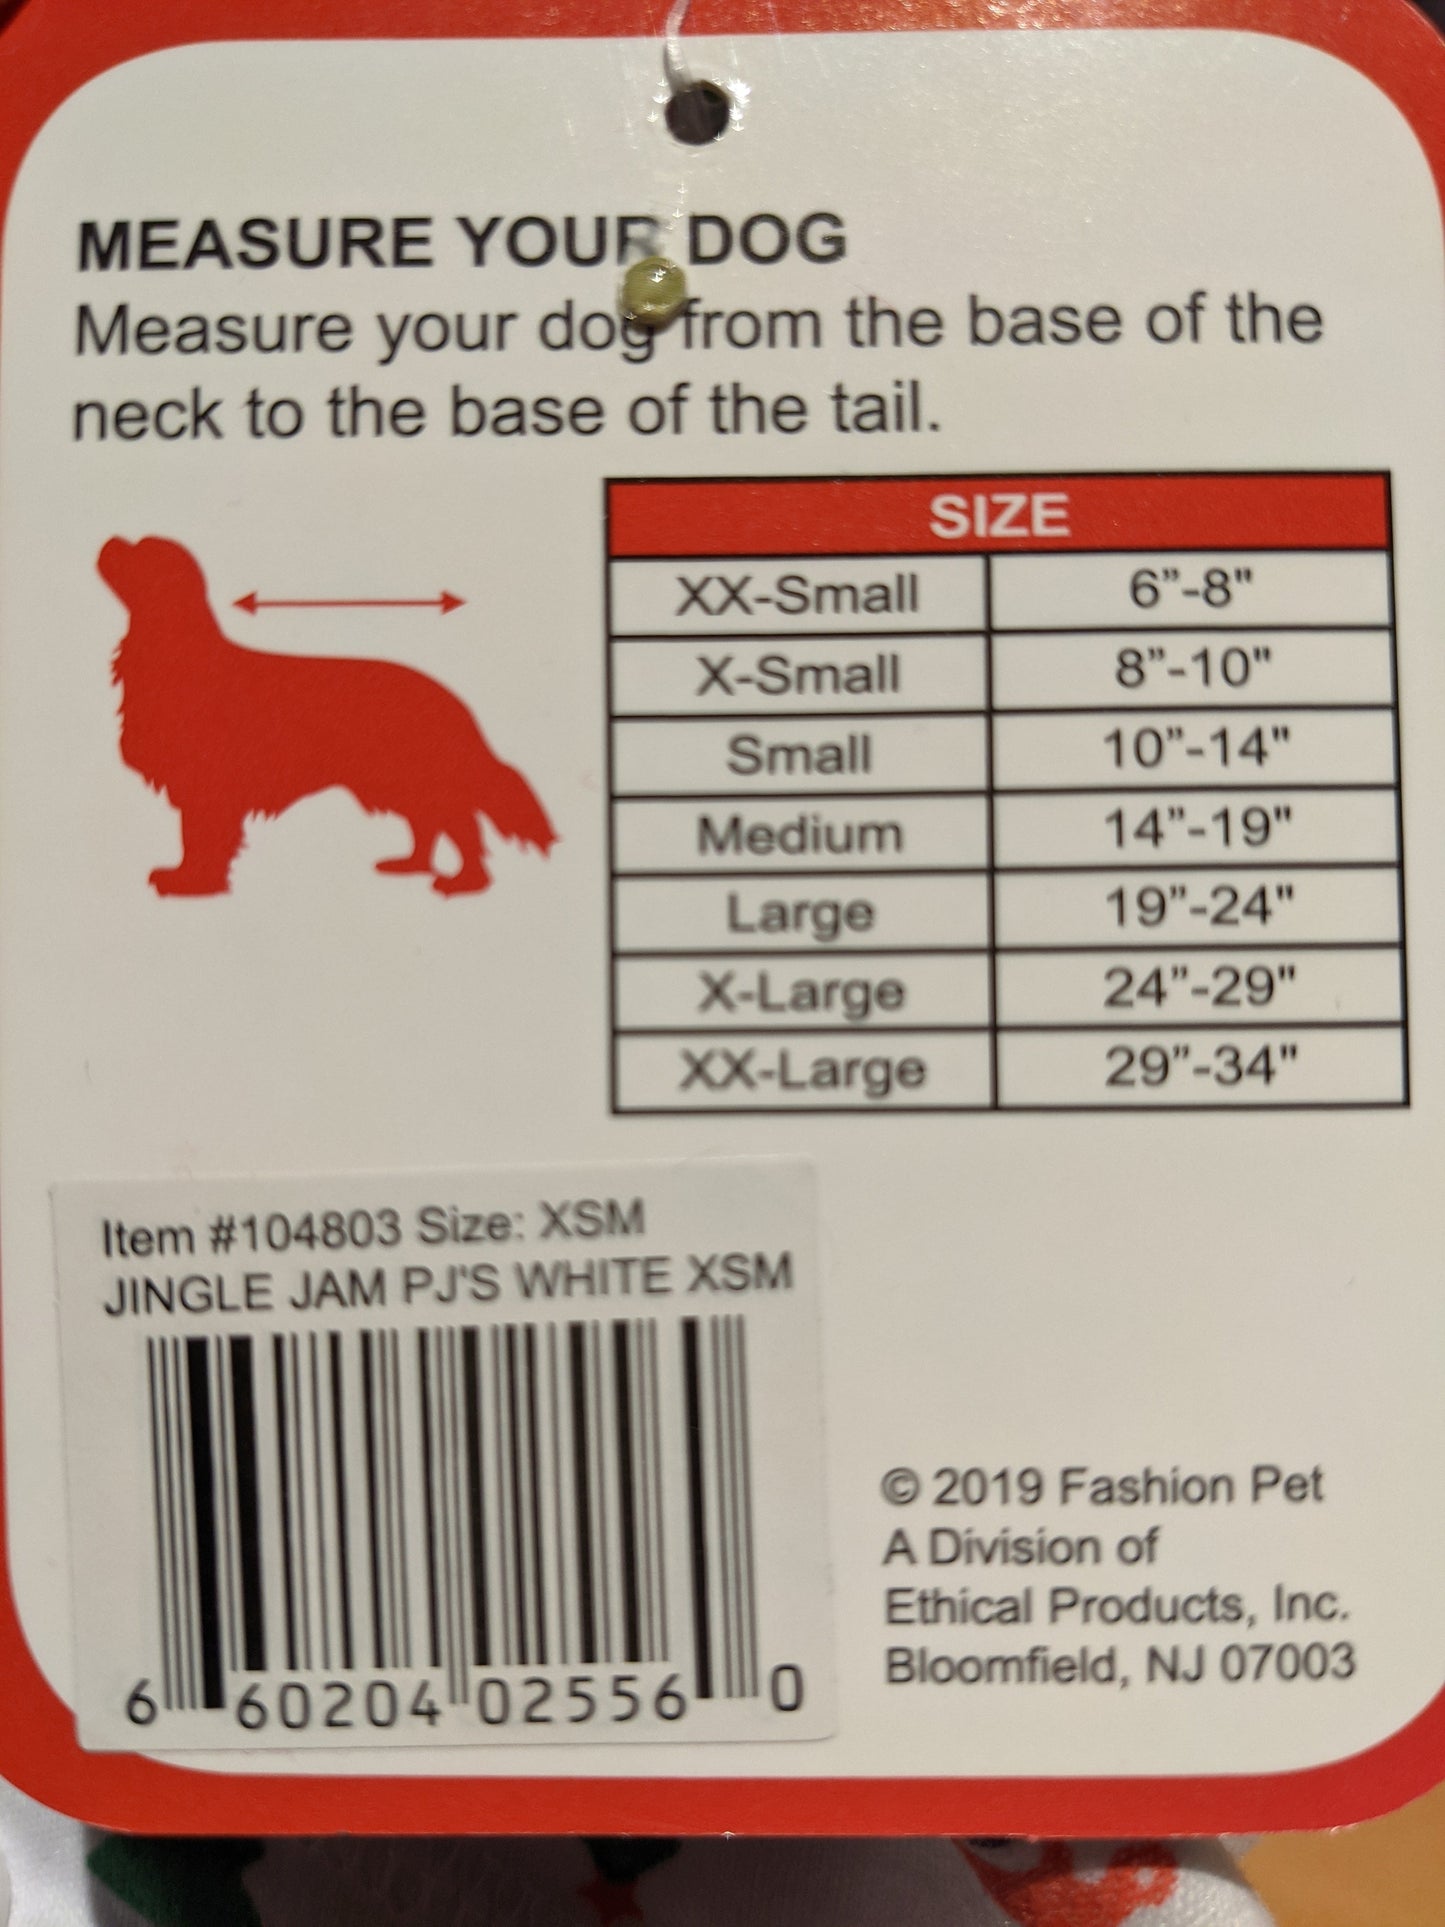 MEASURE YOUR DOG
Measure your dog from the base of the
neck to the base of the tail.
SIZE
XX-Small 6”-8"
X-Small 8”-10"
Small 10”-14"
Medium 14”-19"
Large 19”-24"
X-Large 24”-29"
XX-Large 29”-34"
Item #104803 Size: XSM
JINGLE JAM PJ'S WHITE XSM
6 60204 02556 0
© 2019 Fashion Pet
A Division of
Ethical Products, Inc.
Bloomfield, NJ 07003